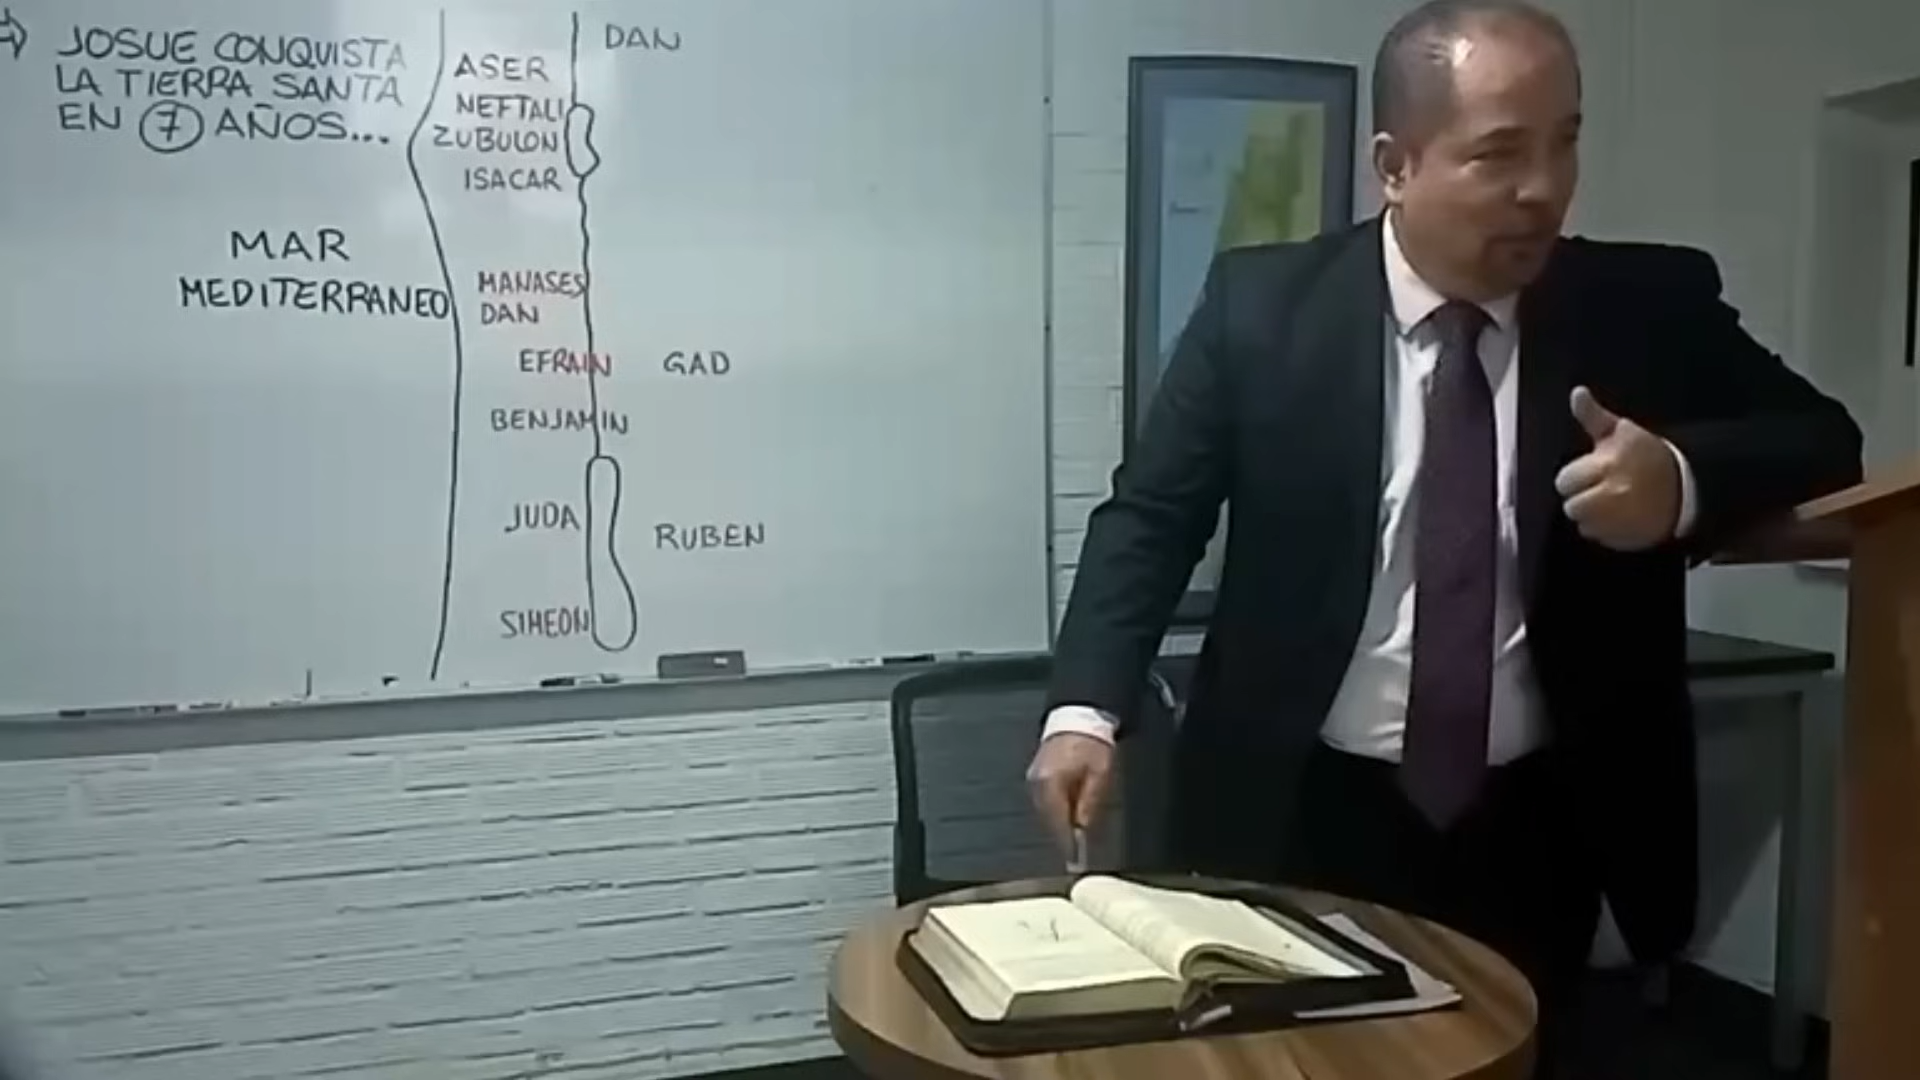 JOSUE CONQUISTA
LA TIERRA SANTA
EN 7 AÑOS...
MAR
MEDITERRANEO
DAN
ASER
NEFTALI
ZUBULON
ISACAR
MANASES
DAN
EFRAIN
GAD
BENJAMIN
JUDA
RUBEN
SIMEON